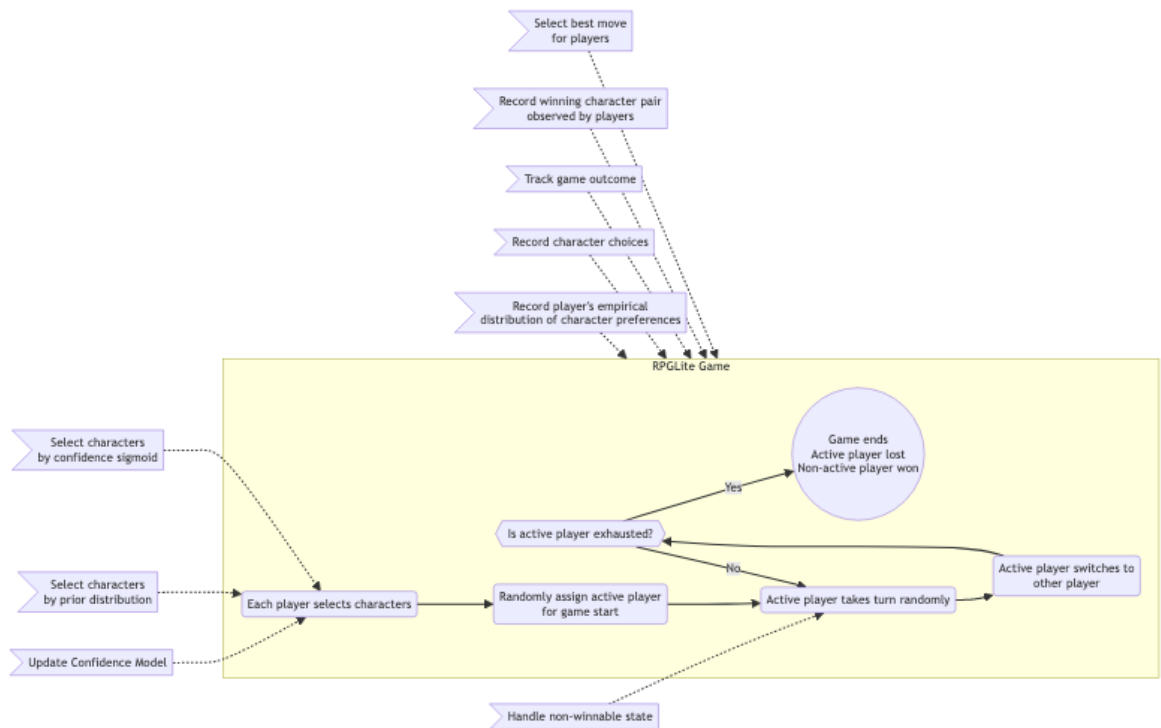 Select best move
for players
Record winning character pair
observed by players
Track game outcome
Record character choices
Record player's empirical
distribution of character preferences
RPGLite Game
Select characters
by confidence sigmoid
Game ends
Active player lost
Non-active player won
Yes
Is active player exhausted?
No
Active player switches to
other player
Select characters
by prior distribution
Each player selects characters
Randomly assign active player
for game start
Active player takes turn randomly
Update Confidence Model
Handle non-winnable state